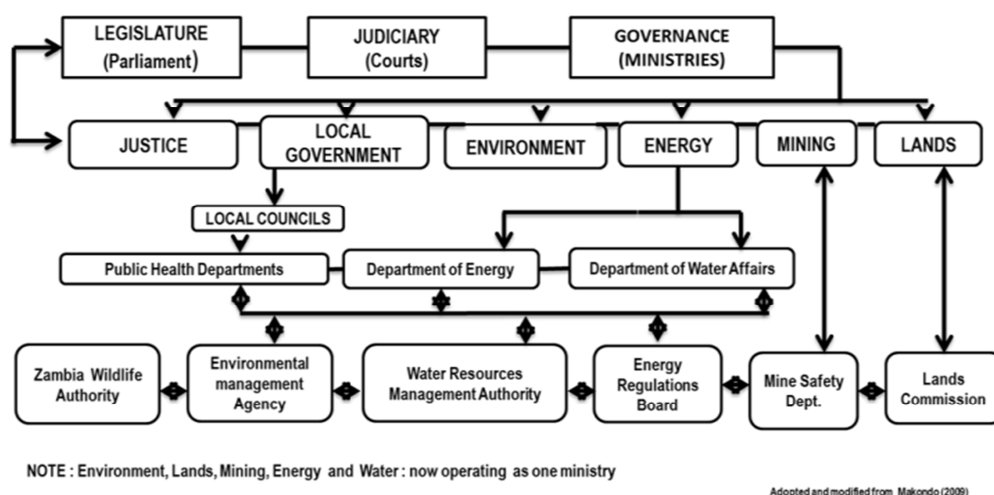 LEGISLATURE
(Parliament)
JUDICIARY
(Courts)
GOVERNANCE
(MINISTRIES)
JUSTICE
LOCAL
GOVERNMENT
ENVIRONMENT
ENERGY
MINING
LANDS
LOCAL COUNCILS
Public Health Departments
Department of Energy
Department of Water Affairs
Zambia Wildlife
Authority
Environmental
management
Agency
Water Resources
Management Authority
Energy
Regulations
Board
Mine Safety
Dept.
Lands
Commission
NOTE : Environment, Lands, Mining, Energy and Water : now operating as one ministry
Adopted and modified from Makondo (2009)